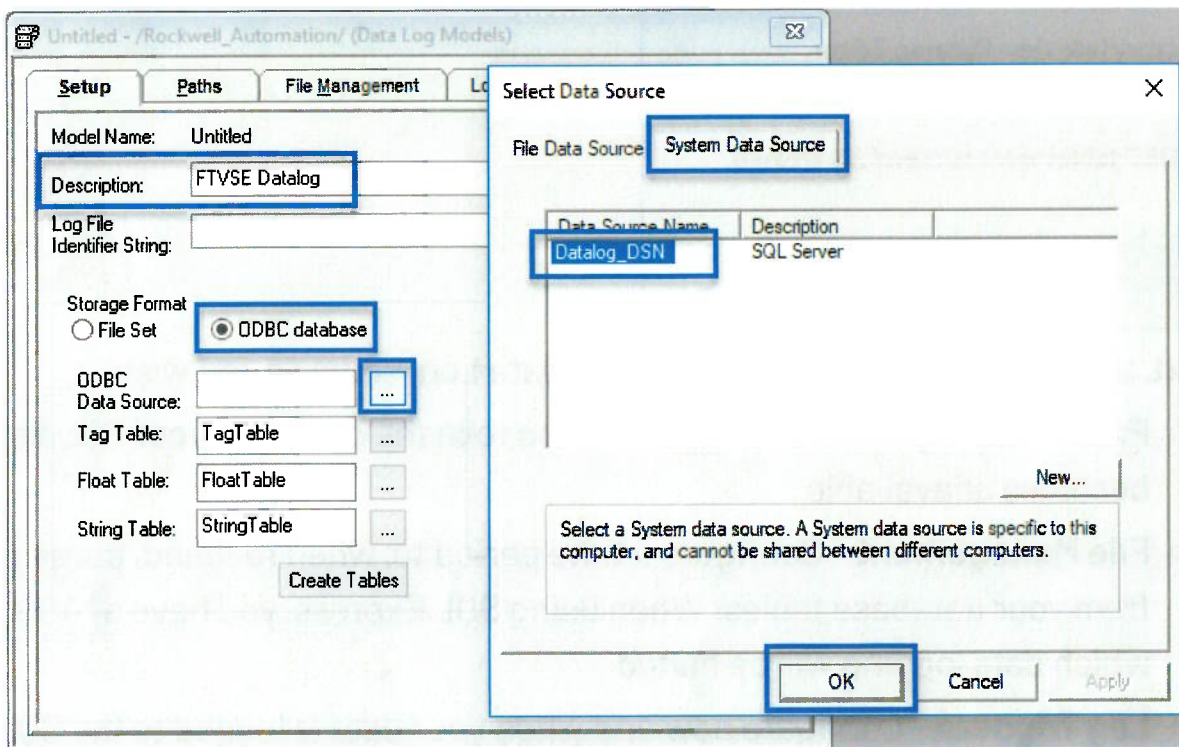 Untitled - /Rockwell_Automation/ (Data Log Models)
Setup
Paths
File Management
Model Name: Untitled
Description: FTVSE Datalog
Log File
Identifier String:
Storage Format
File Set
ODBC database
ODBC
Data Source:
...
Tag Table: TagTable ...
Float Table: FloatTable ...
String Table: StringTable ...
Create Tables
Select Data Source
File Data Source
System Data Source
Data Source Name
Description
Datalog_DSN
SQL Server
New...
Select a System data source. A System data source is specific to this
computer, and cannot be shared between different computers.
OK
Cancel
Apply